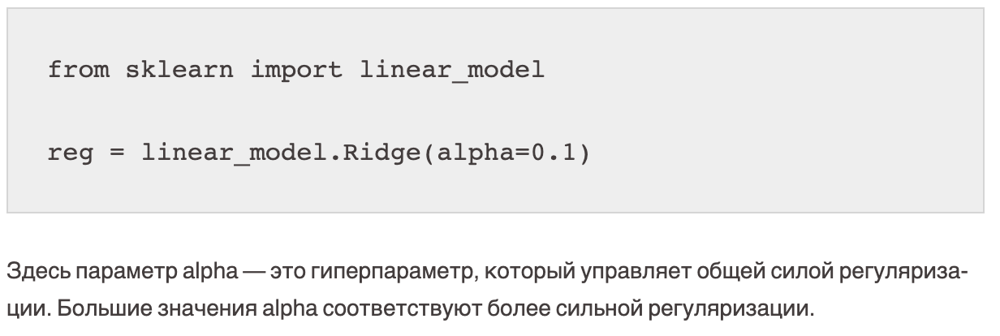 from sklearn import linear_model
reg = linear_model.Ridge(alpha=0.1)
Здесь параметр alpha — это гиперпараметр, который управляет общей силой регуляриза-
ции. Большие значения alpha соответствуют более сильной регуляризации.